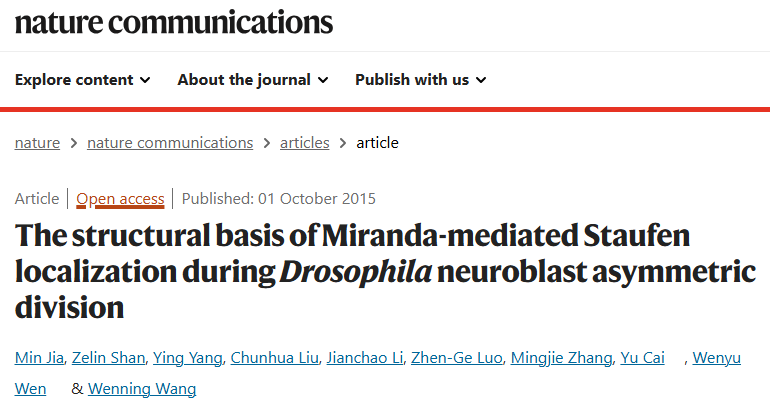 nature communications
Explore content About the journal Publish with us
nature > nature communications > articles > article
Article | Open access | Published: 01 October 2015
The structural basis of Miranda-mediated Staufen
localization during Drosophila neuroblast asymmetric
division
Min Jia, Zelin Shan, Ying Yang, Chunhua Liu, Jianchao Li, Zhen-Ge Luo, Mingjie Zhang, Yu Cai , Wenyu
Wen & Wenning Wang